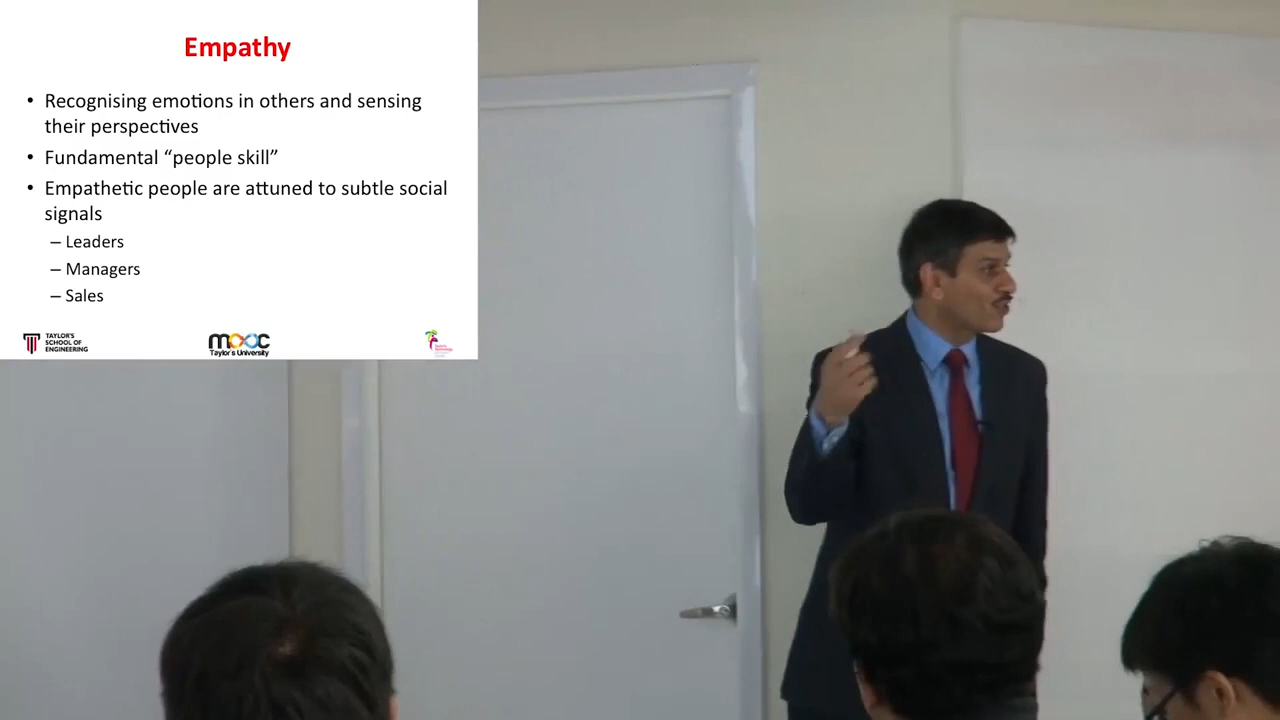 Empathy
• Recognising emotions in others and sensing
their perspectives
• Fundamental “people skill”
• Empathetic people are attuned to subtle social
signals
– Leaders
– Managers
– Sales
TAYLOR'S
SCHOOL OF
ENGINEERING
mooc
Taylor's University